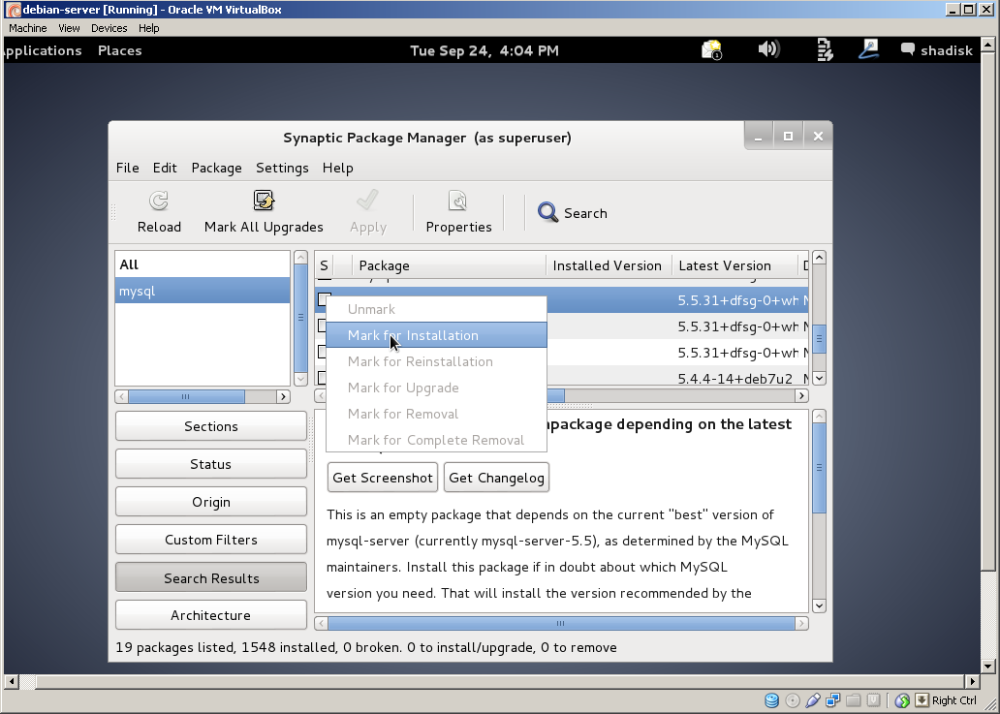 debian-server [Running] - Oracle VM VirtualBox
Machine View Devices Help
pplications Places Tue Sep 24, 4:04 PM 1 shadisk
Synaptic Package Manager (as superuser)
File Edit Package Settings Help
Reload Mark All Upgrades Apply Properties Search
All
mysql
S Package Installed Version Latest Version
5.5.31+dfsg-0+wh
5.5.31+dfsg-0+wh
5.5.31+dfsg-0+wh
5.4.4-14+deb7u2
Unmark
Mark for Installation
Mark for Reinstallation
Mark for Upgrade
Mark for Removal
Mark for Complete Removal
Sections
Status
Origin
Custom Filters
Search Results
Architecture
package depending on the latest
Get Screenshot Get Changelog
This is an empty package that depends on the current "best" version of
mysql-server (currently mysql-server-5.5), as determined by the MySQL
maintainers. Install this package if in doubt about which MySQL
version you need. That will install the version recommended by the
19 packages listed, 1548 installed, 0 broken. 0 to install/upgrade, 0 to remove
Right Ctrl